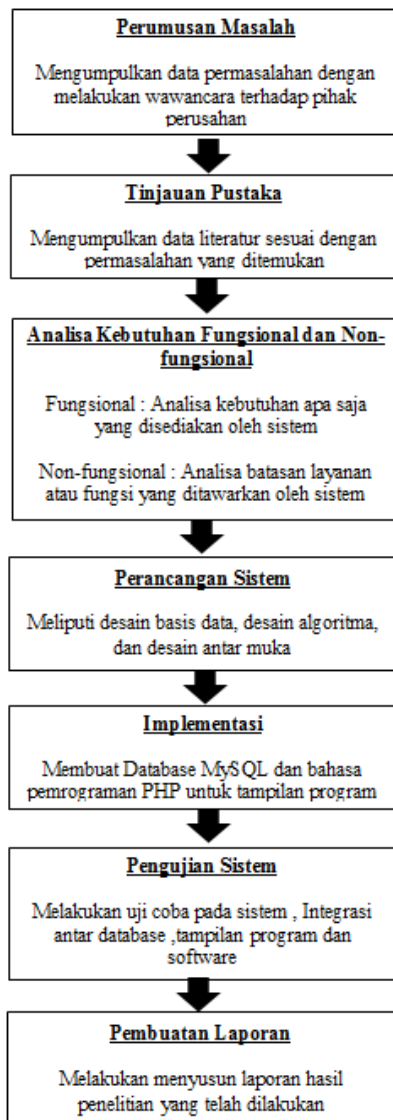 Perumusan Masalah
Mengumpulkan data permasalahan dengan
melakukan wawancara terhadap pihak
perusahan
Tinjauan Pustaka
Mengumpulkan data literatur sesuai dengan
permasalahan yang ditemukan
Analisa Kebutuhan Fungsional dan Non-
fungsional
Fungsional : Analisa kebutuhan apa saja
yang disediakan oleh sistem
Non-fungsional : Analisa batasan layanan
atau fungsi yang ditawarkan oleh sistem
Perancangan Sistem
Meliputi desain basis data, desain algoritma,
dan desain antar muka
Implementasi
Membuat Database MySQL dan bahasa
pemrograman PHP untuk tampilan program
Pengujian Sistem
Melakukan uji coba pada sistem , Integrasi
antar database ,tampilan program dan
software
Pembuatan Laporan
Melakukan menyusun laporan hasil
penelitian yang telah dilakukan